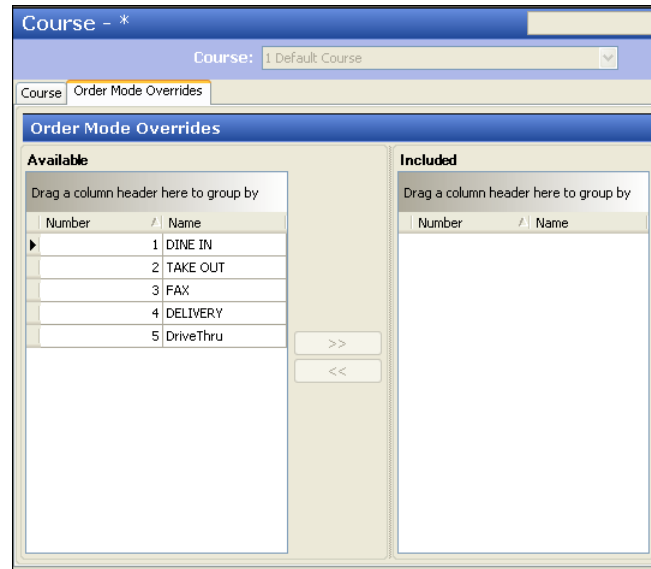 Course - *
Course: 1 Default Course
Course Order Mode Overrides
Order Mode Overrides
Available Included
Drag a column header here to group by Drag a column header here to group by
Number Name Number Name
1 DINE IN
2 TAKE OUT
3 FAX
4 DELIVERY
5 DriveThru
>>
<<